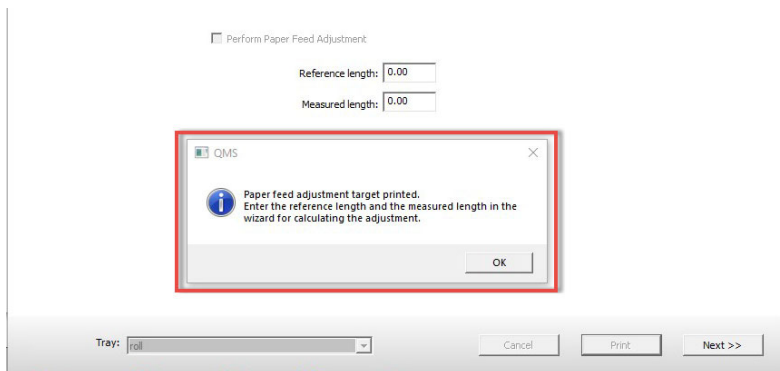 Perform Paper Feed Adjustment
Reference length: 0.00
Measured length: 0.00
QMS
Paper feed adjustment target printed.
Enter the reference length and the measured length in the
wizard for calculating the adjustment.
OK
Tray: roll Cancel Print Next >>